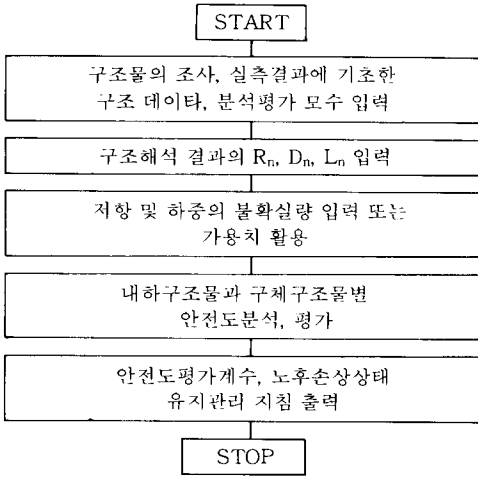 START
구조물의 조사, 실측결과에 기초한
구조 데이타, 분석평가 모수 입력
구조해석 결과의 Rn, Dn, Ln 입력
저항 및 하중의 불확실량 입력 또는
가용치 활용
내하구조물과 구체구조물별
안전도분석, 평가
안전도평가계수, 노후손상상태
유지관리 지침 출력
STOP